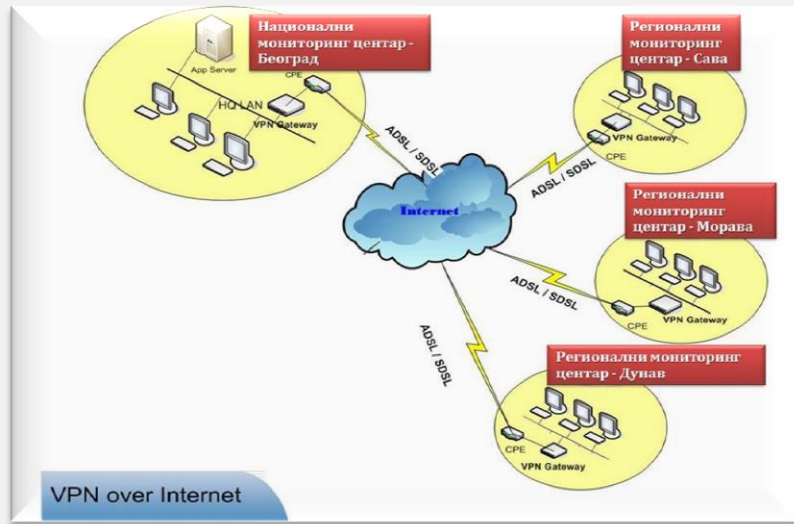 Национални
мониторинг центар -
Београд
App Server
CPE
HQ LAN
VPN Gateway
ADSL / SDSL
Регионални
мониторинг
центар - Сава
VPN Gateway
CPE
ADSL / SDSL
Internet
Регионални
мониторинг
центар - Морава
ADSL / SDSL
VPN Gateway
CPE
ADSL / SDSL
Регионални мониторинг
центар - Дунав
CPE
VPN Gateway
VPN over Internet